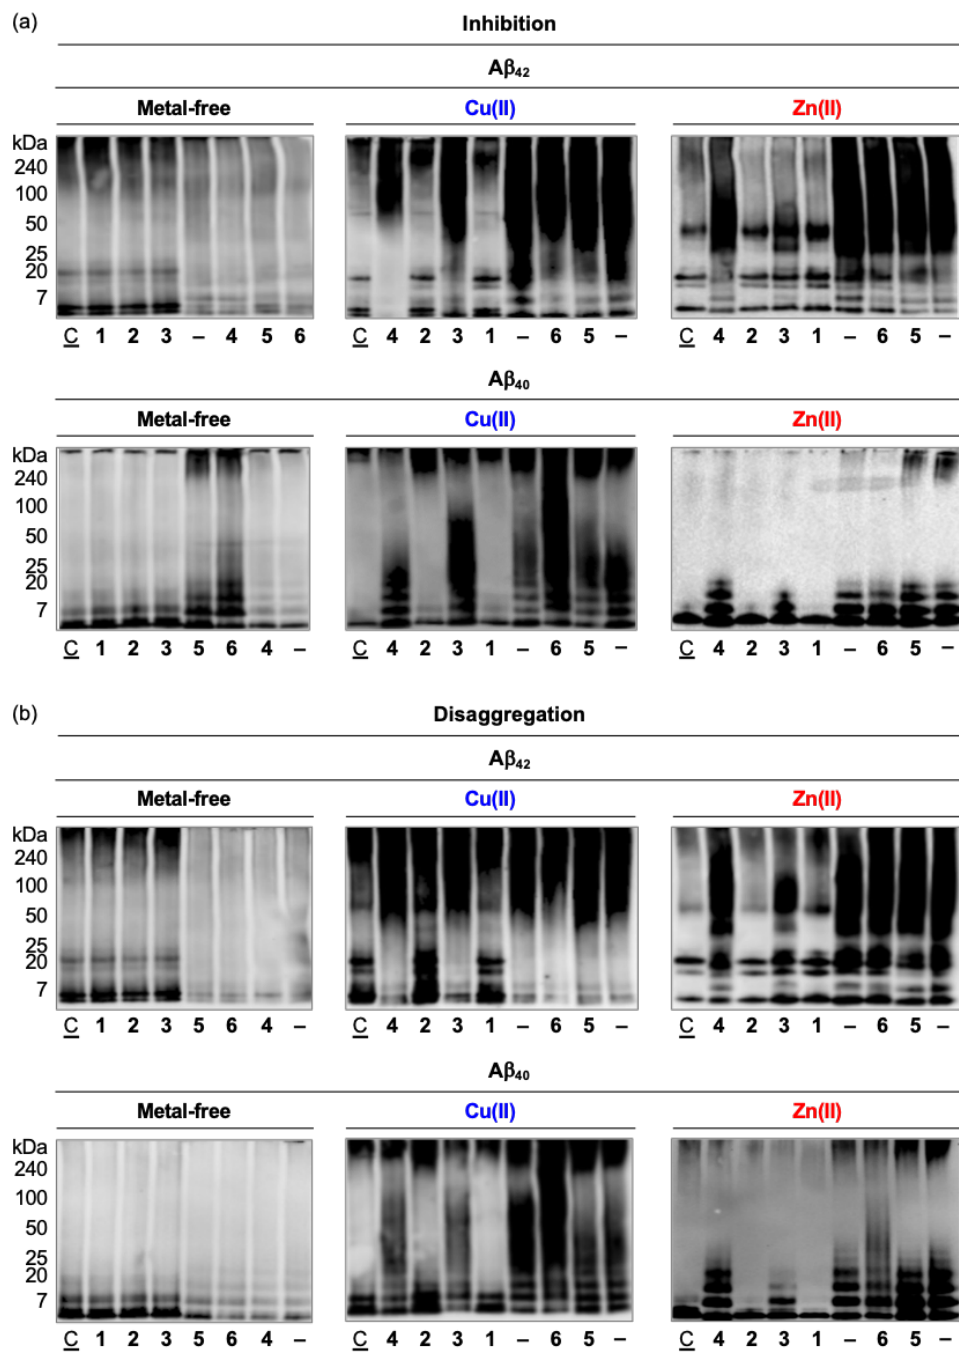 (a)
Inhibition
Aβ₄₂
Metal-free Cu(II) Zn(II)
kDa
240
100
50
25
20
7
C 1 2 3 – 4 5 6
C 4 2 3 1 – 6 5 –
C 4 2 3 1 – 6 5 –
Aβ₄₀
Metal-free Cu(II) Zn(II)
kDa
240
100
50
25
20
7
C 1 2 3 5 6 4 –
C 4 2 3 1 – 6 5 –
C 4 2 3 1 – 6 5 –
(b)
Disaggregation
Aβ₄₂
Metal-free Cu(II) Zn(II)
kDa
240
100
50
25
20
7
C 1 2 3 5 6 4 –
C 4 2 3 1 – 6 5 –
C 4 2 3 1 – 6 5 –
Aβ₄₀
Metal-free Cu(II) Zn(II)
kDa
240
100
50
25
20
7
C 1 2 3 5 6 4 –
C 4 2 3 1 – 6 5 –
C 4 2 3 1 – 6 5 –